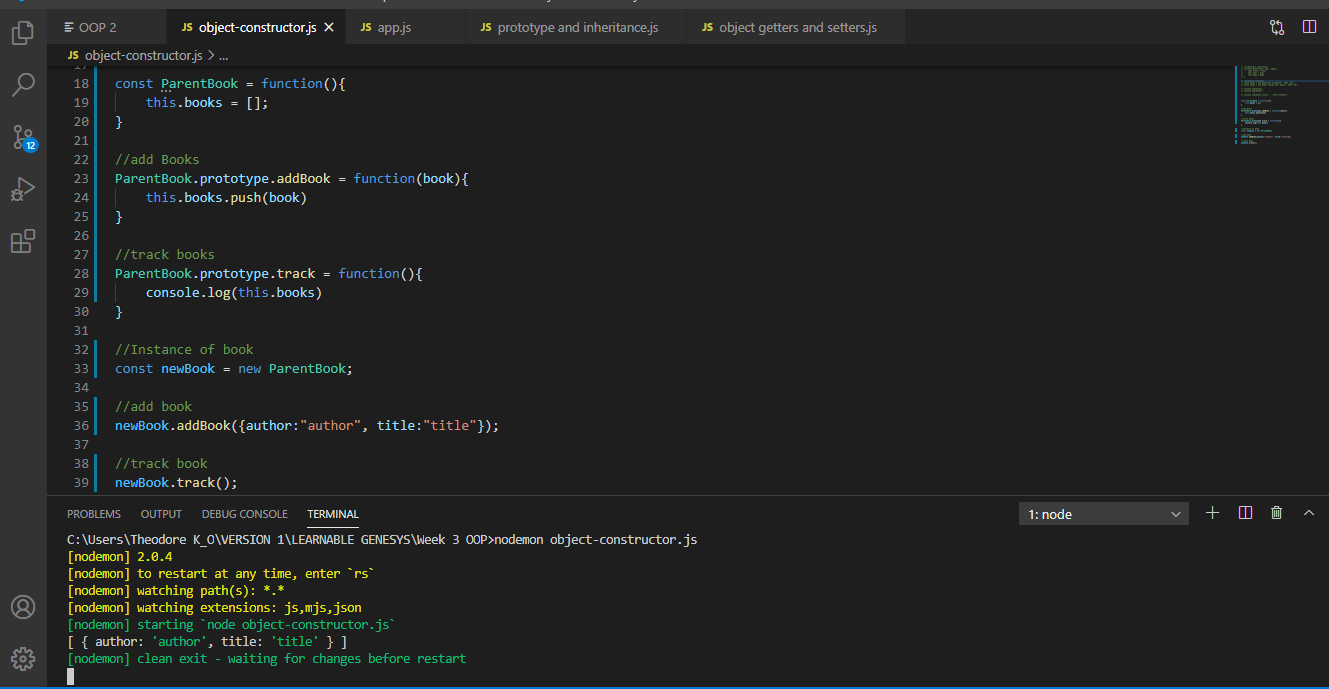 OOP 2
JS object-constructor.js
JS app.js
JS prototype and inheritance.js
JS object getters and setters.js
JS object-constructor.js > ...
18 const ParentBook = function(){
19 this.books = [];
20 }
21
22 //add Books
23 ParentBook.prototype.addBook = function(book){
24 this.books.push(book)
25 }
26
27 //track books
28 ParentBook.prototype.track = function(){
29 console.log(this.books)
30 }
31
32 //Instance of book
33 const newBook = new ParentBook;
34
35 //add book
36 newBook.addBook({author:"author", title:"title"});
37
38 //track book
39 newBook.track();
12
PROBLEMS OUTPUT DEBUG CONSOLE TERMINAL
1: node
C:\Users\Theodore K_O\VERSION 1\LEARNABLE GENESYS\Week 3 OOP>nodemon object-constructor.js
[nodemon] 2.0.4
[nodemon] to restart at any time, enter `rs`
[nodemon] watching path(s): *.*
[nodemon] watching extensions: js,mjs,json
[nodemon] starting `node object-constructor.js`
[ { author: 'author', title: 'title' } ]
[nodemon] clean exit - waiting for changes before restart